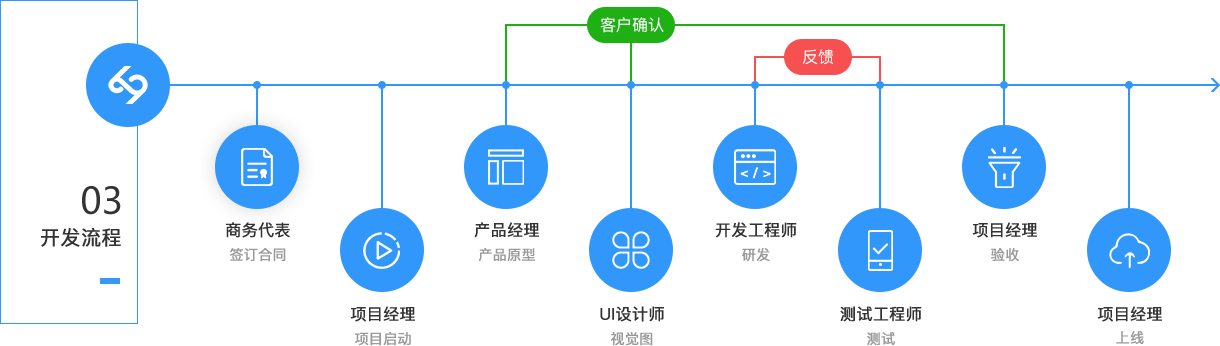 客户确认
反馈
03
开发流程
商务代表
签订合同
项目经理
项目启动
产品经理
产品原型
UI设计师
视觉图
开发工程师
研发
测试工程师
测试
项目经理
验收
项目经理
上线